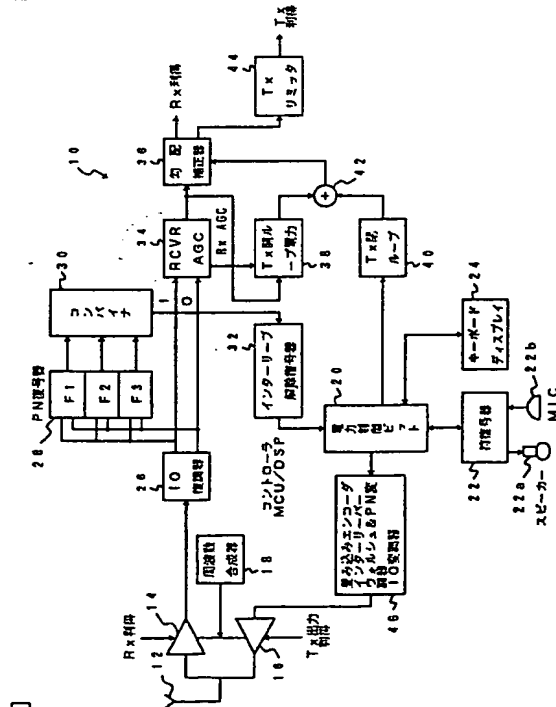 10
Rx利得
Tx利得
44
Tx
リミッタ
36
勾配
補正器
42
34
RCVR
AGC
Rx AGC
Tx開ル
ープ電力
38
Tx閉
ループ
40
30
コンバイナ
I
Q
PN復号器
28
F1
F2
F3
32
インターリーブ
解除復号器
コントローラ
MCU/DSP
20
電力制御ビット
24
キーボード
ディスプレイ
22
符復号器
22b
MIC
22a
スピーカー
26
IQ
復調器
18
周波数
合成器
畳み込みエンコーダ
インターリーバー
ウォルシュ&PN変
調器
IQ変調器
46
14
Rx利得
12
16
Tx出力
利得